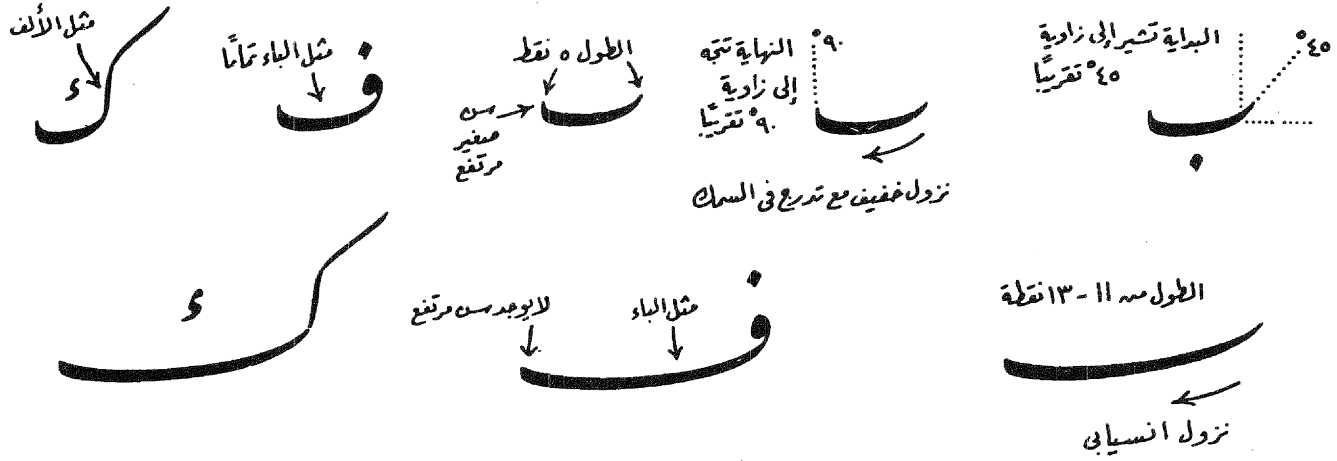 البداية تشير إلى زاوية
٤٥° تقريبًا
٤٥°
ب
٩٠°
النهاية تتجه
إلى زاوية
٩٠° تقريبًا
نزول خفيف مع تدرج في السمك
الطول ٥ نقط
سن
صغير
مرتفع
مثل الباء تمامًا
ف
مثل الألف
ك
الطول من ١١ - ١٣ نقطة
نزول انسيابي
مثل الباء
لا يوجد سن مرتفع
ف
ك